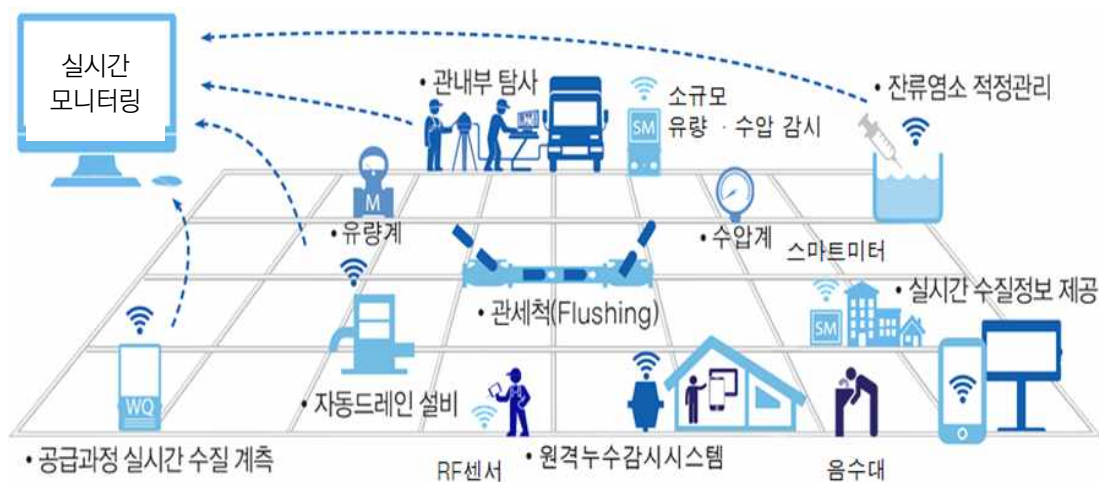 실시간
모니터링
• 관내부 탐사
소규모
유량 · 수압 감시
SM
• 잔류염소 적정관리
M
• 유량계
• 수압계
스마트미터
• 관세척(Flushing)
SM
• 실시간 수질정보 제공
WQ
• 자동드레인 설비
• 공급과정 실시간 수질 계측
RF센서
• 원격누수감시시스템
음수대